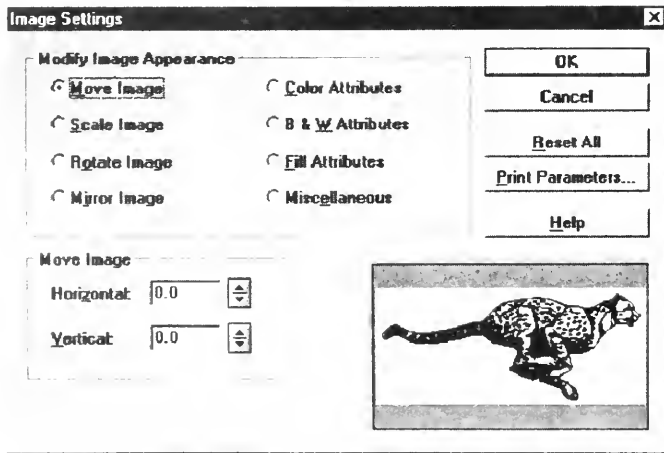 Image Settings
Modify Image Appearance
Move Image
Scale Image
Rotate Image
Mirror Image
Color Attributes
B & W Attributes
Fill Attributes
Miscellaneous
OK
Cancel
Reset All
Print Parameters...
Help
Move Image
Horizontal: 0.0
Vertical: 0.0